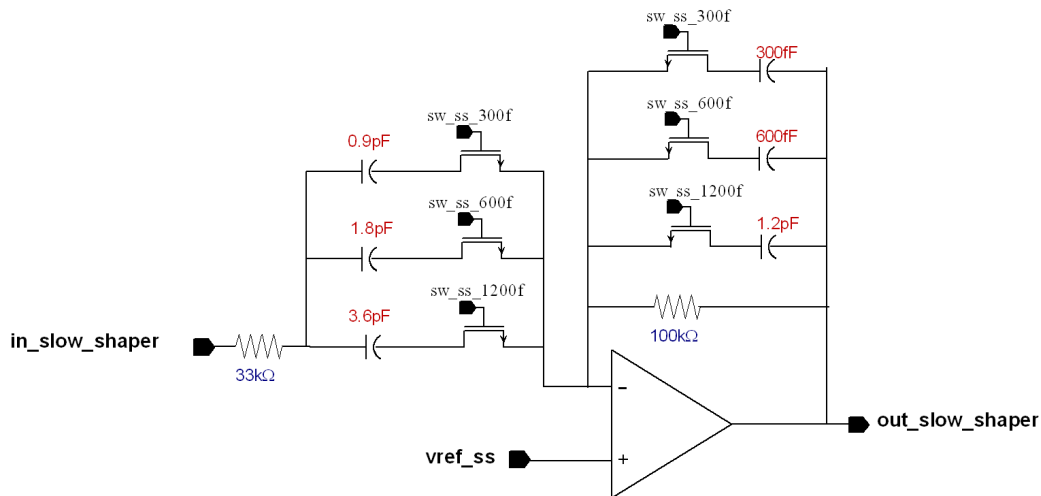 sw_ss_300f
300fF
sw_ss_600f
600fF
sw_ss_1200f
1.2pF
100kΩ
sw_ss_300f
0.9pF
sw_ss_600f
1.8pF
sw_ss_1200f
3.6pF
in_slow_shaper
33kΩ
-
+
vref_ss
out_slow_shaper